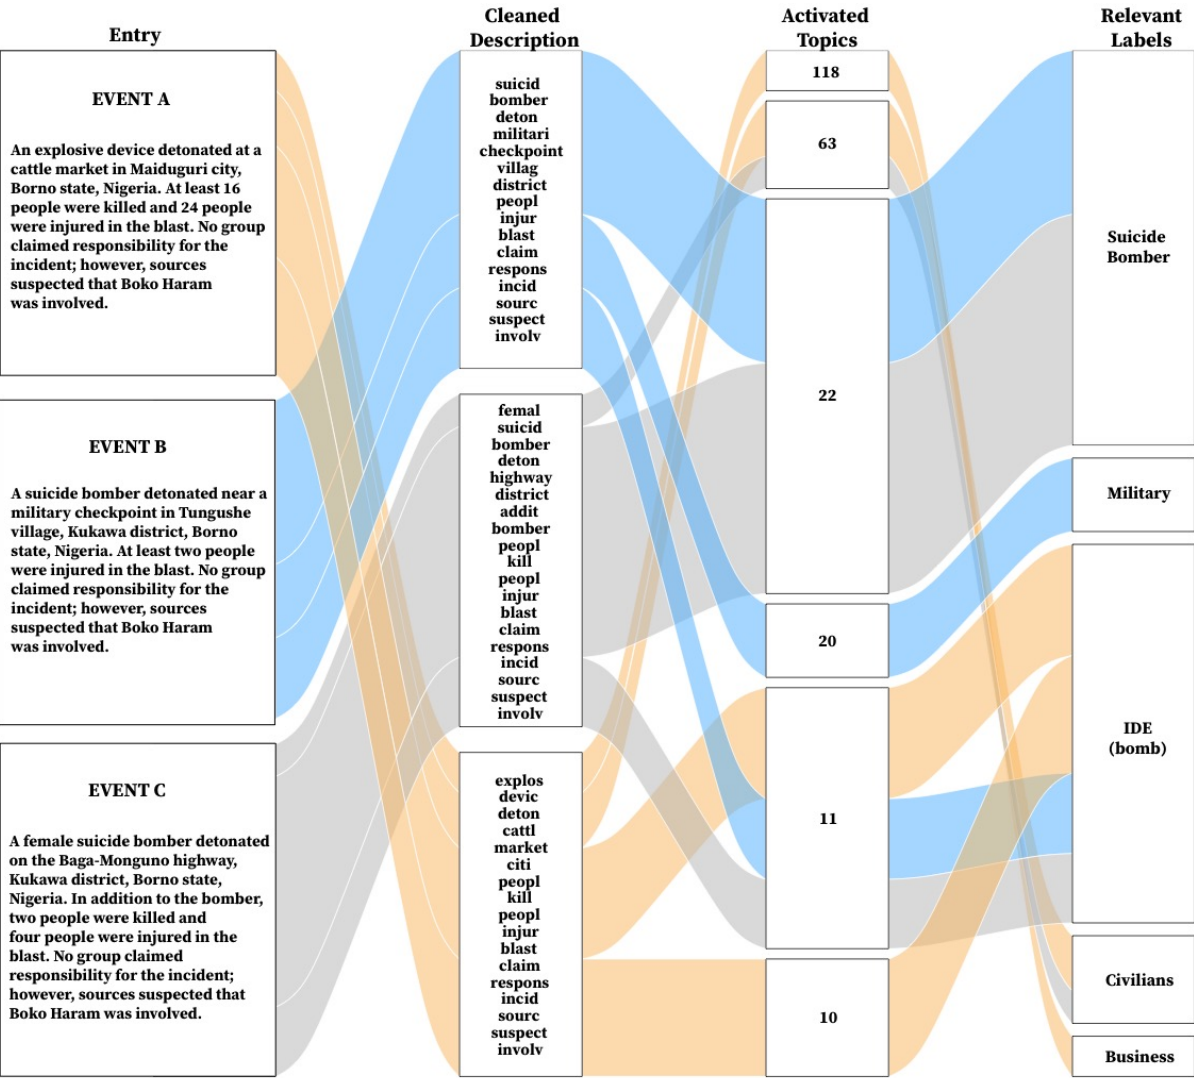 Entry
Cleaned
Description
Activated
Topics
Relevant
Labels
EVENT A
An explosive device detonated at a
cattle market in Maiduguri city,
Borno state, Nigeria. At least 16
people were killed and 24 people
were injured in the blast. No group
claimed responsibility for the
incident; however, sources
suspected that Boko Haram
was involved.
EVENT B
A suicide bomber detonated near a
military checkpoint in Tungushe
village, Kukawa district, Borno
state, Nigeria. At least two people
were injured in the blast. No group
claimed responsibility for the
incident; however, sources
suspected that Boko Haram
was involved.
EVENT C
A female suicide bomber detonated
on the Baga-Monguno highway,
Kukawa district, Borno state,
Nigeria. In addition to the bomber,
two people were killed and
four people were injured in the
blast. No group claimed
responsibility for the incident;
however, sources suspected that
Boko Haram was involved.
suicid
bomber
deton
militari
checkpoint
villag
district
peopl
injur
blast
claim
respons
incid
sourc
suspect
involv
femal
suicid
bomber
deton
highway
district
addit
bomber
peopl
kill
peopl
injur
blast
claim
respons
incid
sourc
suspect
involv
explos
devic
deton
cattl
market
citi
peopl
kill
peopl
injur
blast
claim
respons
incid
sourc
suspect
involv
118
63
22
20
11
10
Suicide
Bomber
Military
IDE
(bomb)
Civilians
Business